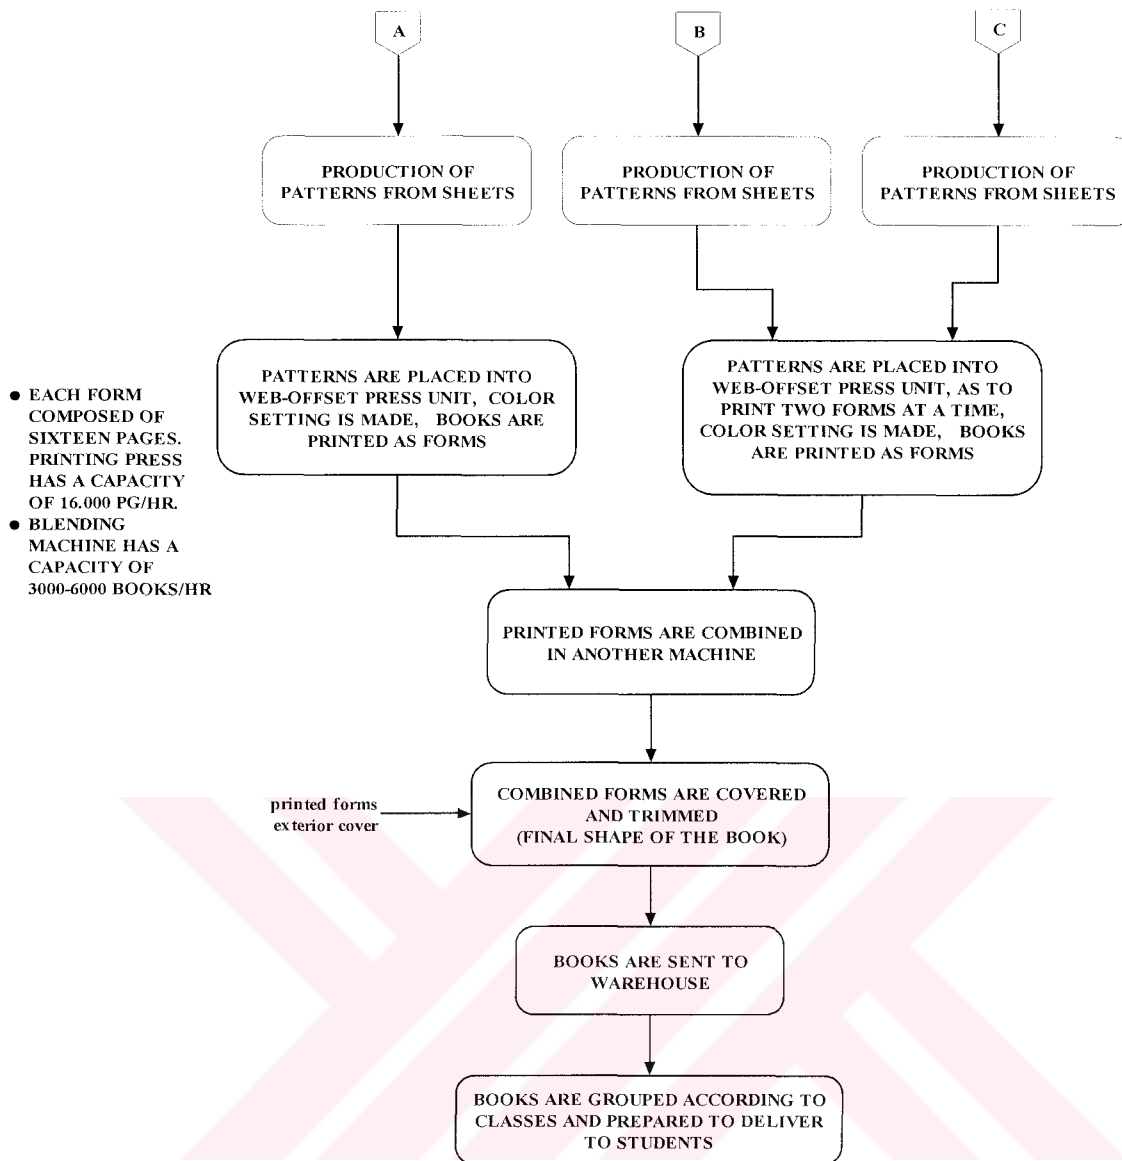 A
B
C
PRODUCTION OF
PATTERNS FROM SHEETS
PRODUCTION OF
PATTERNS FROM SHEETS
PRODUCTION OF
PATTERNS FROM SHEETS
PATTERNS ARE PLACED INTO
WEB-OFFSET PRESS UNIT, COLOR
SETTING IS MADE, BOOKS ARE
PRINTED AS FORMS
PATTERNS ARE PLACED INTO
WEB-OFFSET PRESS UNIT, AS TO
PRINT TWO FORMS AT A TIME,
COLOR SETTING IS MADE, BOOKS
ARE PRINTED AS FORMS
● EACH FORM
COMPOSED OF
SIXTEEN PAGES.
PRINTING PRESS
HAS A CAPACITY
OF 16.000 PG/HR.
● BLENDING
MACHINE HAS A
CAPACITY OF
3000-6000 BOOKS/HR
PRINTED FORMS ARE COMBINED
IN ANOTHER MACHINE
printed forms
exterior cover
COMBINED FORMS ARE COVERED
AND TRIMMED
(FINAL SHAPE OF THE BOOK)
BOOKS ARE SENT TO
WAREHOUSE
BOOKS ARE GROUPED ACCORDING TO
CLASSES AND PREPARED TO DELIVER
TO STUDENTS